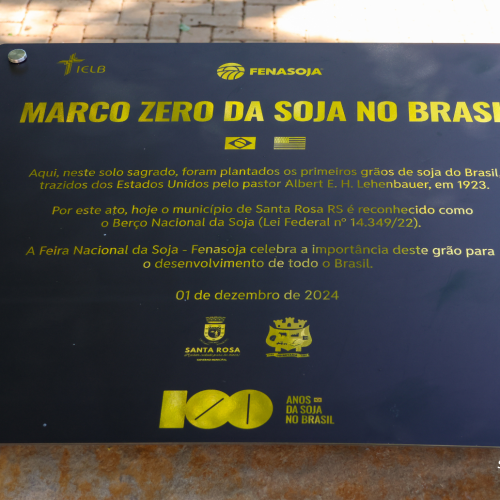 IELB
FENASOJA
MARCO ZERO DA SOJA NO BRASI
Aqui, neste solo sagrado, foram plantados os primeiros grãos de soja do Brasil,
trazidos dos Estados Unidos pelo pastor Albert E. H. Lehenbauer, em 1923.
Por este ato, hoje o município de Santa Rosa RS é reconhecido como
o Berço Nacional da Soja (Lei Federal nº 14.349/22).
A Feira Nacional da Soja - Fenasoja celebra a importância deste grão para
o desenvolvimento de todo o Brasil.
01 de dezembro de 2024
SANTA ROSA
100 ANOS
DA SOJA
NO BRASIL